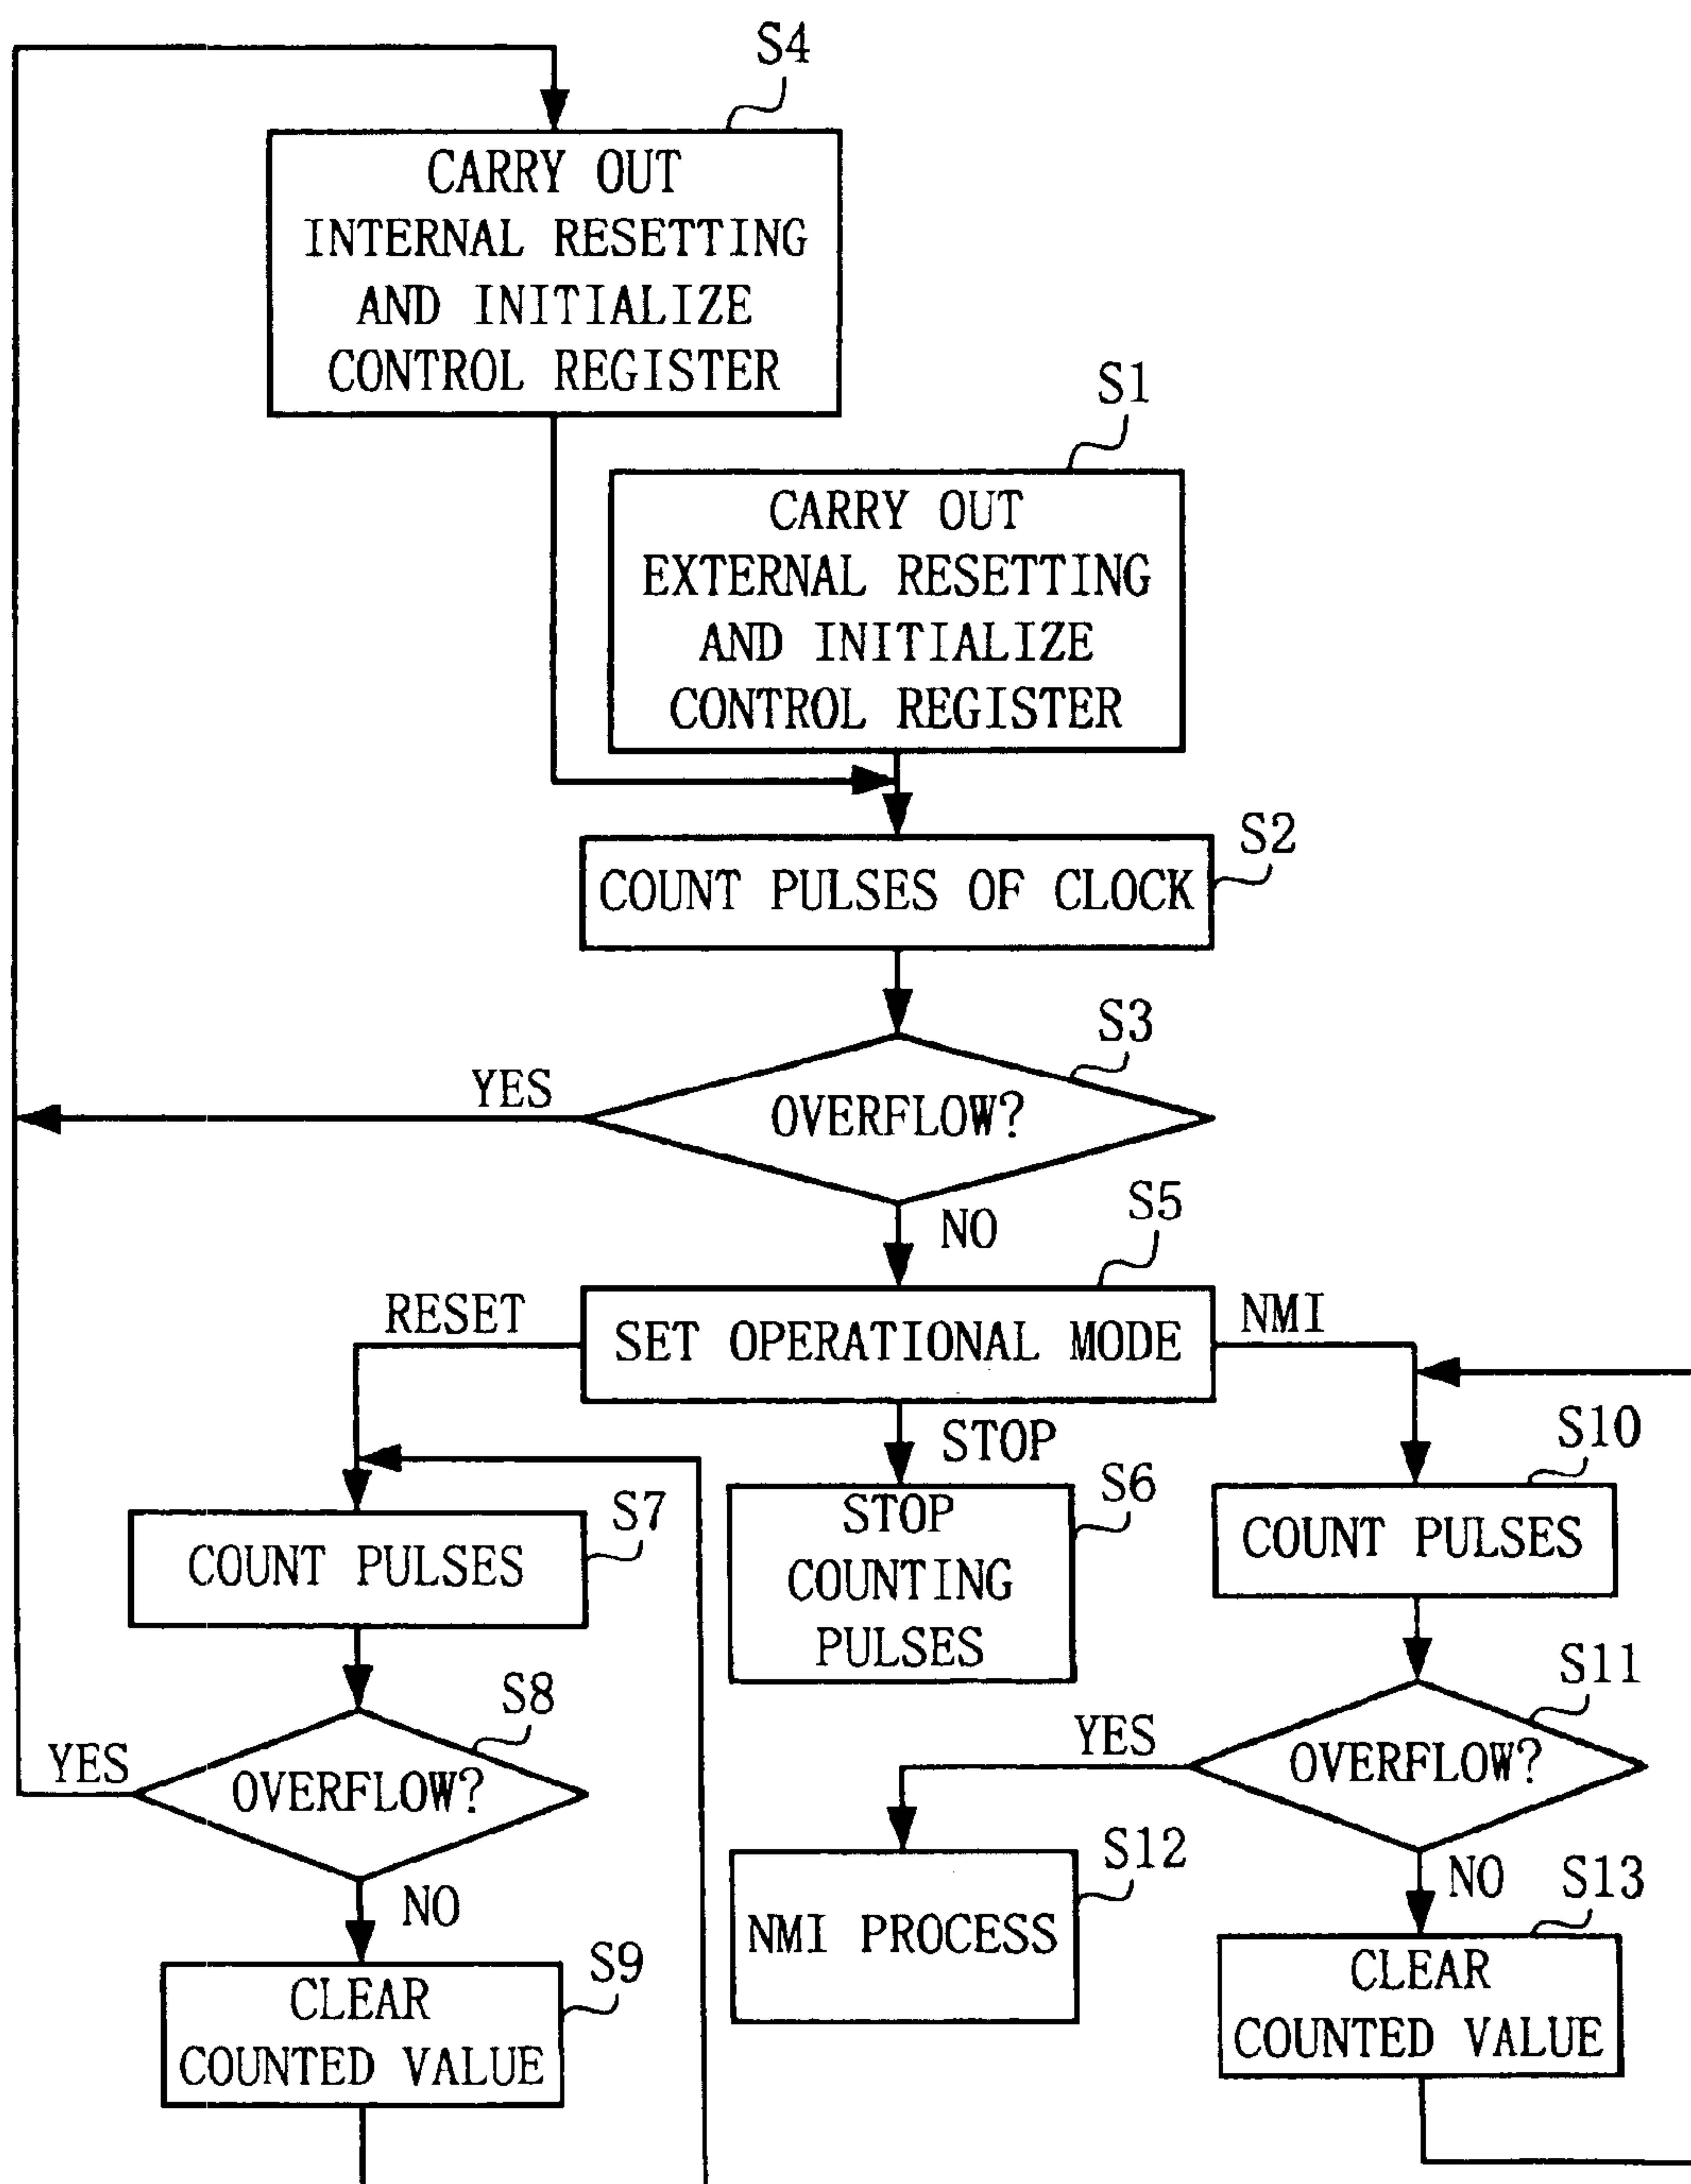 S4
CARRY OUT
INTERNAL RESETTING
AND INITIALIZE
CONTROL REGISTER
S1
CARRY OUT
EXTERNAL RESETTING
AND INITIALIZE
CONTROL REGISTER
S2
COUNT PULSES OF CLOCK
S3
YES
OVERFLOW?
NO
S5
RESET
SET OPERATIONAL MODE
NMI
STOP
S7
COUNT PULSES
S6
STOP
COUNTING
PULSES
S10
COUNT PULSES
S8
YES
OVERFLOW?
NO
S11
YES
OVERFLOW?
NO
S9
CLEAR
COUNTED VALUE
S12
NMI PROCESS
S13
CLEAR
COUNTED VALUE